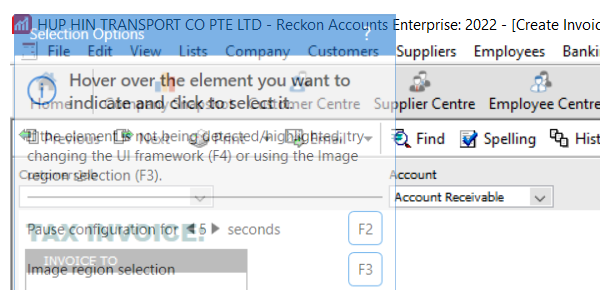 HUP HIN TRANSPORT CO PTE LTD - Reckon Accounts Enterprise: 2022 - [Create Invoic
Selection Options ?
File Edit View Lists Company Customers Suppliers Employees Banki
Hover over the element you want to indicate and click to select it.
Home Company Snapshot Customer Centre Supplier Centre Employee Centre
Previous Next Print Email Find Spelling Hist
If the element is not being detected/highlighted, try
changing the UI framework (F4) or using the Image
region selection (F3).
Customer:Job Account
Account Receivable
Pause configuration for 5 seconds F2
TAX INVOICE!
INVOICE TO
Image region selection F3